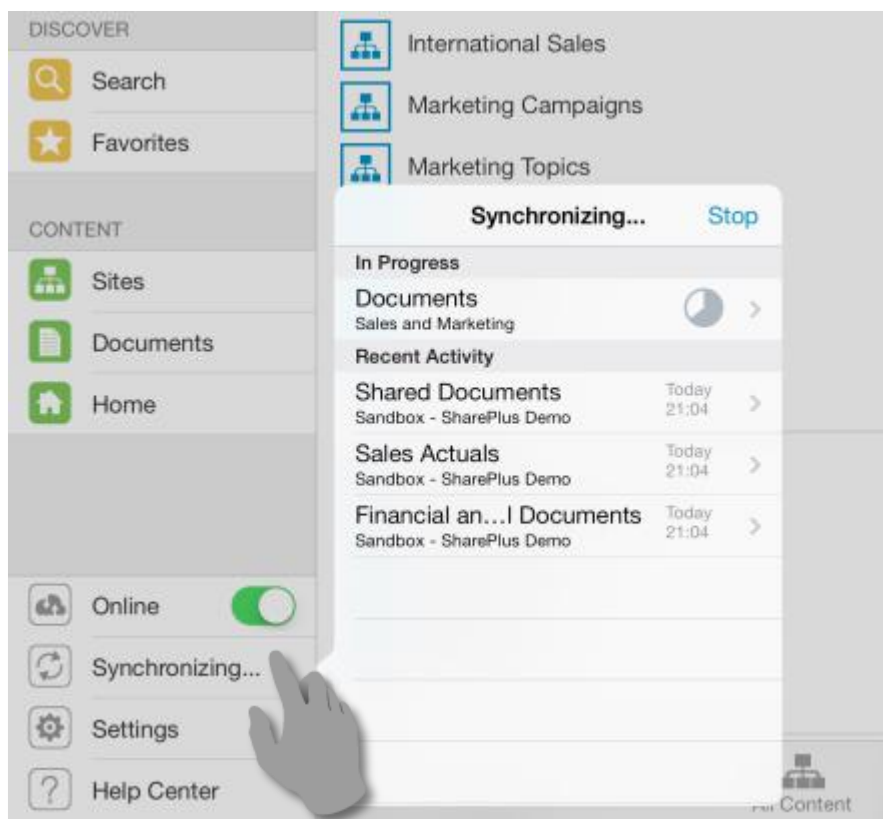 DISCOVER
Search
Favorites
CONTENT
Sites
Documents
Home
Online
Synchronizing...
Settings
? Help Center
International Sales
Marketing Campaigns
Marketing Topics
Synchronizing... Stop
In Progress
Documents
Sales and Marketing
Recent Activity
Shared Documents
Sandbox - SharePlus Demo
Today
21:04
Sales Actuals
Sandbox - SharePlus Demo
Today
21:04
Financial an...l Documents
Sandbox - SharePlus Demo
Today
21:04
All Content